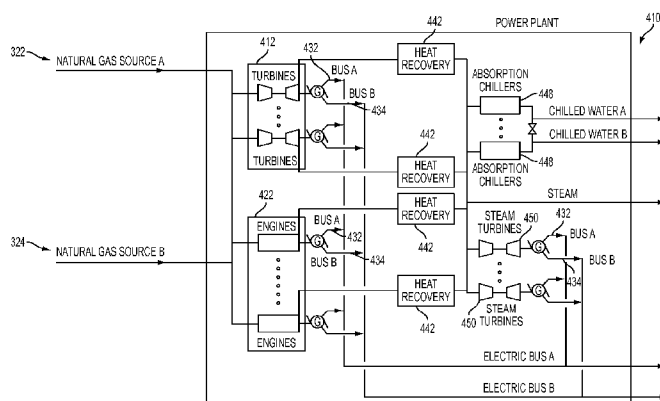 410
442
POWER PLANT
322
412
432
BUS A
HEAT
RECOVERY
NATURAL GAS SOURCE A
TURBINES
BUS B
ABSORPTION
CHILLERS
448
G
434
CHILLED WATER A
CHILLED WATER B
442
G
TURBINES
HEAT
RECOVERY
448
ABSORPTION
CHILLERS
422
STEAM
HEAT
RECOVERY
ENGINES
BUS A
432
STEAM
TURBINES
450
432
BUS A
324
442
NATURAL GAS SOURCE B
G
434
BUS B
G
BUS B
434
HEAT
RECOVERY
G
442
450
STEAM
TURBINES
G
ENGINES
ELECTRIC BUS A
ELECTRIC BUS B